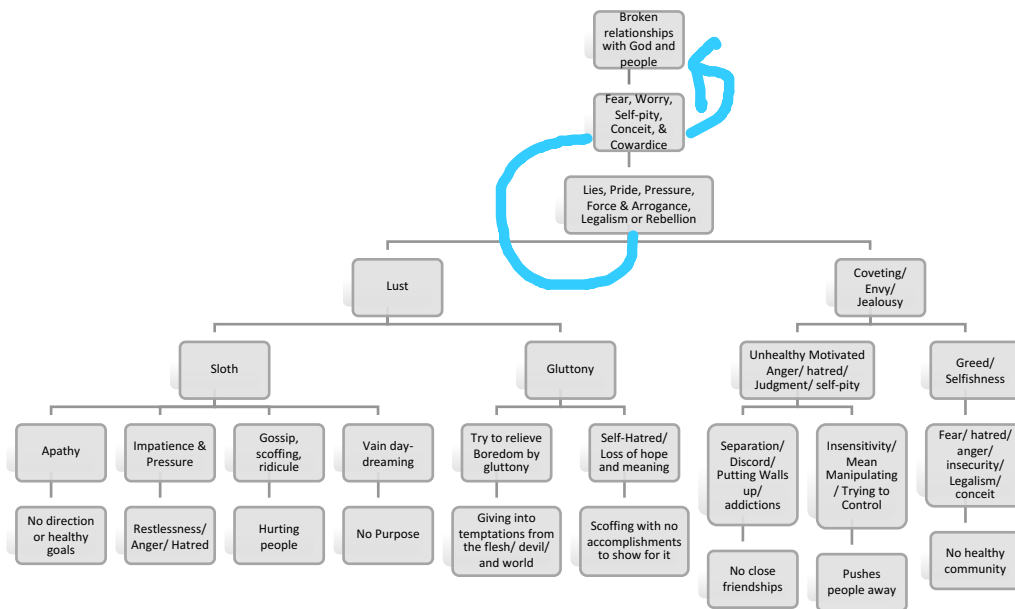 Broken
relationships
with God and
people
Fear, Worry,
Self-pity,
Conceit, &
Cowardice
Lies, Pride, Pressure,
Force & Arrogance,
Legalism or Rebellion
Lust
Coveting/
Envy/
Jealousy
Sloth
Gluttony
Unhealthy Motivated
Anger/ hatred/
Judgment/ self-pity
Greed/
Selfishness
Apathy
Impatience &
Pressure
Gossip,
scoffing,
ridicule
Vain day-
dreaming
Try to relieve
Boredom by
gluttony
Self-Hatred/
Loss of hope
and meaning
Separation/
Discord/
Putting Walls
up/
addictions
Insensitivity/
Mean
Manipulating
/ Trying to
Control
Fear/ hatred/
anger/
insecurity/
Legalism/
conceit
No direction
or healthy
goals
Restlessness/
Anger/ Hatred
Hurting
people
No Purpose
Giving into
temptations from
the flesh/ devil/
and world
Scoffing with no
accomplishments
to show for it
No close
friendships
Pushes
people away
No healthy
community